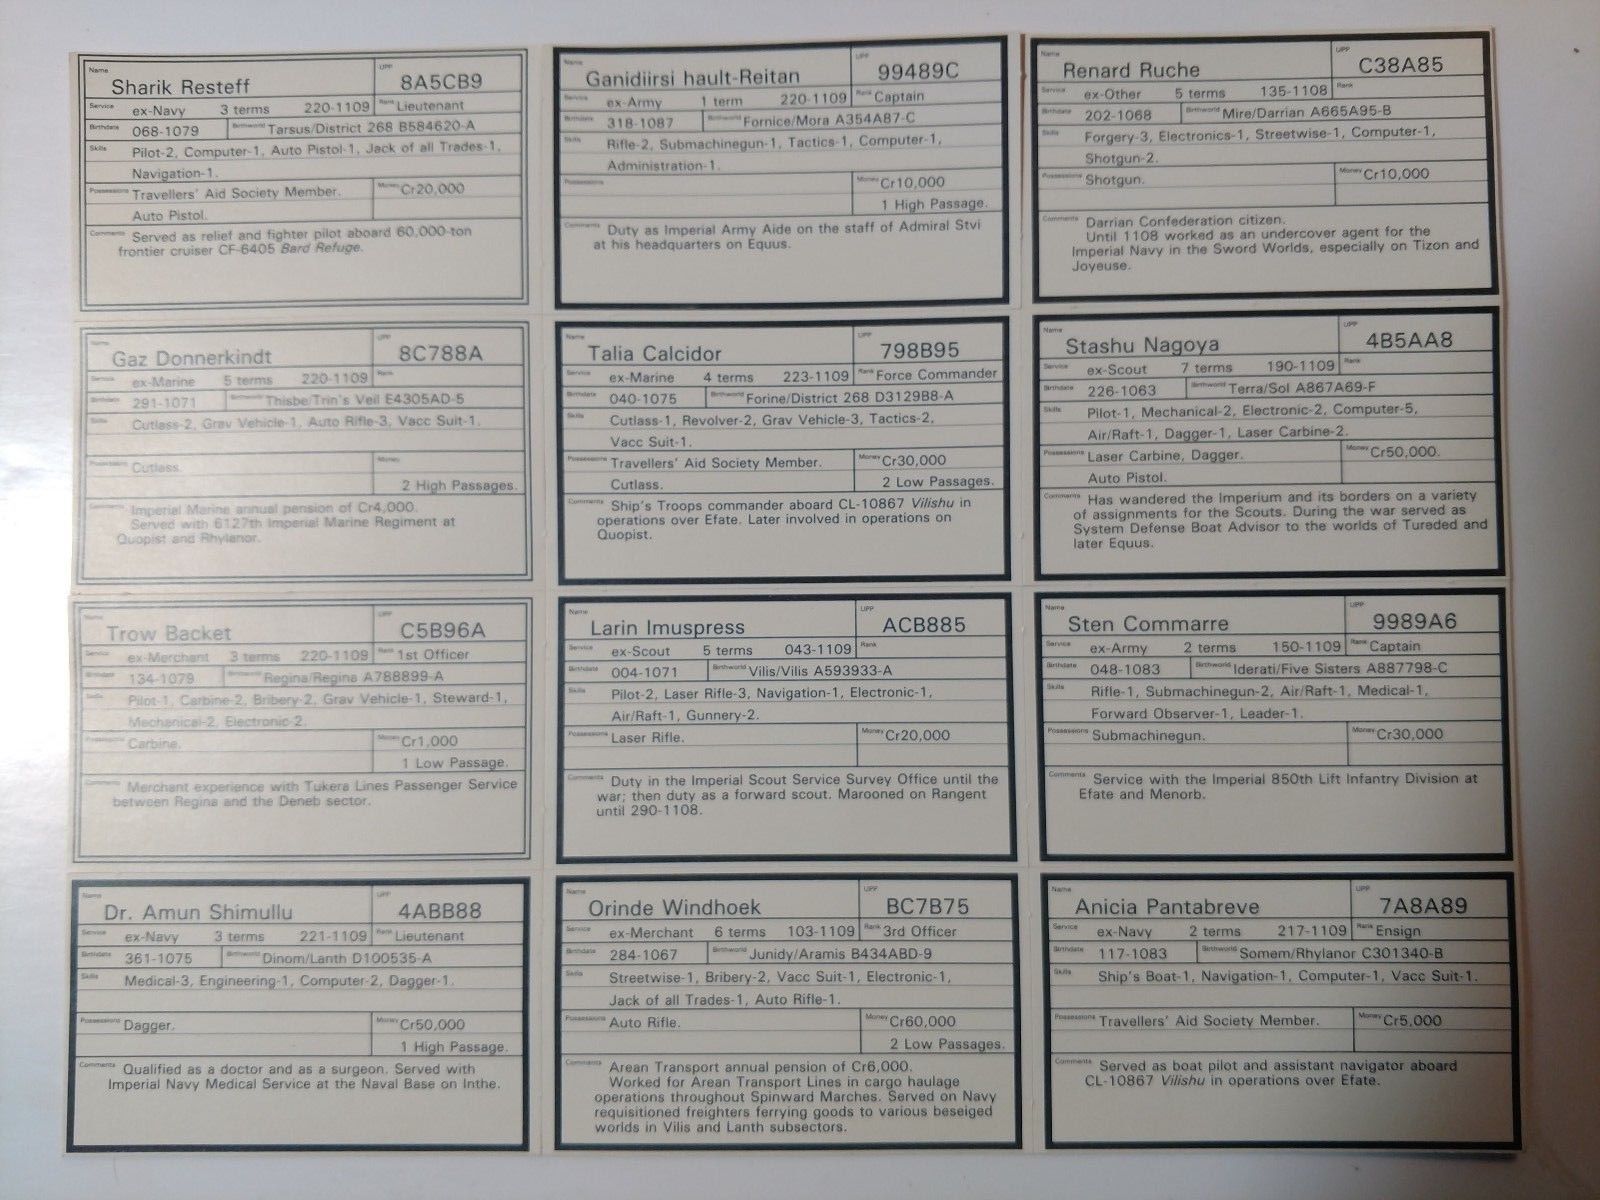 Name Sharik Resteff UPP 8A5CB9
Service ex-Navy 3 terms 220-1109 Rank Lieutenant
Birthdate 068-1079 Birthworld Tarsus/District 268 B584620-A
Skills Pilot-2, Computer-1, Auto Pistol-1, Jack of all Trades-1,
Navigation-1.
Possessions Travellers' Aid Society Member. Money Cr20,000
Auto Pistol.
Comments Served as relief and fighter pilot aboard 60,000-ton
frontier cruiser CF-6405 Bard Refuge.
Name Ganidiirsi hault-Reitan UPP 99489C
Service ex-Army 1 term 220-1109 Rank Captain
Birthdate 318-1087 Birthworld Fornice/Mora A354A87-C
Skills Rifle-2, Submachinegun-1, Tactics-1, Computer-1,
Administration-1.
Possessions Money Cr10,000
1 High Passage.
Comments Duty as Imperial Army Aide on the staff of Admiral Stvi
at his headquarters on Equus.
Name Renard Ruche UPP C38A85
Service ex-Other 5 terms 135-1108 Rank
Birthdate 202-1068 Birthworld Mire/Darrian A665A95-B
Skills Forgery-3, Electronics-1, Streetwise-1, Computer-1,
Shotgun-2.
Possessions Shotgun. Money Cr10,000
Comments Darrian Confederation citizen.
Until 1108 worked as an undercover agent for the
Imperial Navy in the Sword Worlds, especially on Tizon and
Joyeuse.
Name Gaz Donnerkindt UPP 8C788A
Service ex-Marine 5 terms 220-1109 Rank
Birthdate 291-1071 Birthworld Thisbe/Trin's Veil E4305AD-5
Skills Cutlass-2, Grav Vehicle-1, Auto Rifle-3, Vacc Suit-1.
Possessions Cutlass. Money
2 High Passages.
Comments Imperial Marine annual pension of Cr4,000.
Served with 6127th Imperial Marine Regiment at
Quopist and Rhylanor.
Name Talia Calcidor UPP 798B95
Service ex-Marine 4 terms 223-1109 Rank Force Commander
Birthdate 040-1075 Birthworld Forine/District 268 D3129B8-A
Skills Cutlass-1, Revolver-2, Grav Vehicle-3, Tactics-2,
Vacc Suit-1.
Possessions Travellers' Aid Society Member. Money Cr30,000
Cutlass. 2 Low Passages.
Comments Ship's Troops commander aboard CL-10867 Vilishu in
operations over Efate. Later involved in operations on
Quopist.
Name Stashu Nagoya UPP 4B5AA8
Service ex-Scout 7 terms 190-1109 Rank
Birthdate 226-1063 Birthworld Terra/Sol A867A69-F
Skills Pilot-1, Mechanical-2, Electronic-2, Computer-5,
Air/Raft-1, Dagger-1, Laser Carbine-2.
Possessions Laser Carbine, Dagger. Money Cr50,000.
Auto Pistol.
Comments Has wandered the Imperium and its borders on a variety
of assignments for the Scouts. During the war served as
System Defense Boat Advisor to the worlds of Tureded and
later Equus.
Name Trow Backet UPP C5B96A
Service ex-Merchant 3 terms 220-1109 Rank 1st Officer
Birthdate 134-1079 Birthworld Regina/Regina A788899-A
Skills Pilot-1, Carbine-2, Bribery-2, Grav Vehicle-1, Steward-1,
Mechanical-2, Electronic-2.
Possessions Carbine. Money Cr1,000
1 Low Passage.
Comments Merchant experience with Tukera Lines Passenger Service
between Regina and the Deneb sector.
Name Larin Imuspress UPP ACB885
Service ex-Scout 5 terms 043-1109 Rank
Birthdate 004-1071 Birthworld Vilis/Vilis A593933-A
Skills Pilot-2, Laser Rifle-3, Navigation-1, Electronic-1,
Air/Raft-1, Gunnery-2.
Possessions Laser Rifle. Money Cr20,000
Comments Duty in the Imperial Scout Service Survey Office until the
war; then duty as a forward scout. Marooned on Rangent
until 290-1108.
Name Sten Commarre UPP 9989A6
Service ex-Army 2 terms 150-1109 Rank Captain
Birthdate 048-1083 Birthworld Iderati/Five Sisters A887798-C
Skills Rifle-1, Submachinegun-2, Air/Raft-1, Medical-1,
Forward Observer-1, Leader-1.
Possessions Submachinegun. Money Cr30,000
Comments Service with the Imperial 850th Lift Infantry Division at
Efate and Menorb.
Name Dr. Amun Shimullu UPP 4ABB88
Service ex-Navy 3 terms 221-1109 Rank Lieutenant
Birthdate 361-1075 Birthworld Dinom/Lanth D100535-A
Skills Medical-3, Engineering-1, Computer-2, Dagger-1.
Possessions Dagger. Money Cr50,000
1 High Passage.
Comments Qualified as a doctor and as a surgeon. Served with
Imperial Navy Medical Service at the Naval Base on Inthe.
Name Orinde Windhoek UPP BC7B75
Service ex-Merchant 6 terms 103-1109 Rank 3rd Officer
Birthdate 284-1067 Birthworld Junidy/Aramis B434ABD-9
Skills Streetwise-1, Bribery-2, Vacc Suit-1, Electronic-1,
Jack of all Trades-1, Auto Rifle-1.
Possessions Auto Rifle. Money Cr60,000
2 Low Passages.
Comments Arean Transport annual pension of Cr6,000.
Worked for Arean Transport Lines in cargo haulage
operations throughout Spinward Marches. Served on Navy
requisitioned freighters ferrying goods to various beseiged
worlds in Vilis and Lanth subsectors.
Name Anicia Pantabreve UPP 7A8A89
Service ex-Navy 2 terms 217-1109 Rank Ensign
Birthdate 117-1083 Birthworld Somem/Rhylanor C301340-B
Skills Ship's Boat-1, Navigation-1, Computer-1, Vacc Suit-1.
Possessions Travellers' Aid Society Member. Money Cr5,000
Comments Served as boat pilot and assistant navigator aboard
CL-10867 Vilishu in operations over Efate.